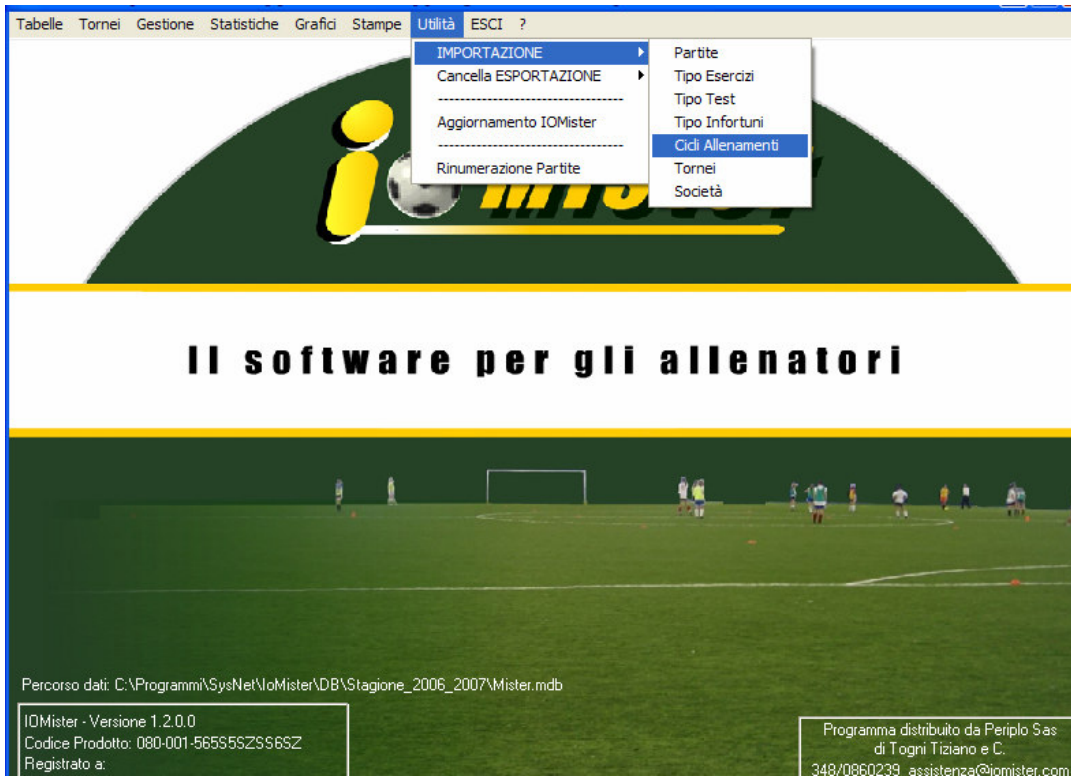 Tabelle Tornei Gestione Statistiche Grafici Stampe Utilità ESCI ?
IMPORTAZIONE
Cancella ESPORTAZIONE
---------------------------------
Aggiornamento IOMister
---------------------------------
Rinumerazione Partite
Partite
Tipo Esercizi
Tipo Test
Tipo Infortuni
Cicli Allenamenti
Tornei
Società
io Mister
Il software per gli allenatori
Percorso dati: C:\Programmi\SysNet\IoMister\DB\Stagione_2006_2007\Mister.mdb
IOMister - Versione 1.2.0.0
Codice Prodotto: 080-001-565S5SZSS6SZ
Registrato a:
Programma distribuito da Periplo Sas
di Togni Tiziano e C.
348/0860239 assistenza@iomister.com